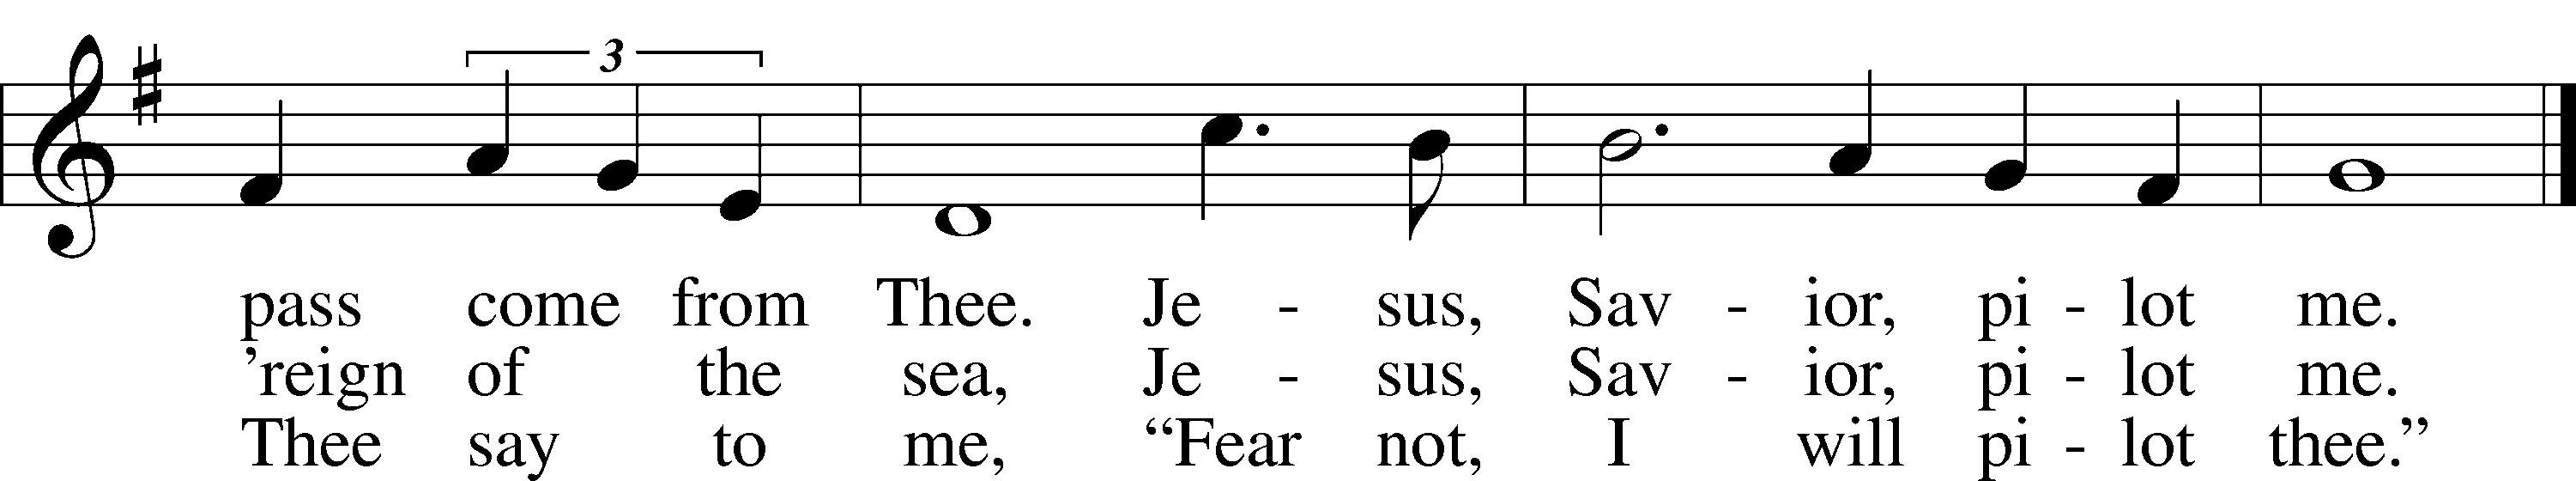 3
pass come from Thee. Je - sus, Sav - ior, pi - lot me.
’reign of the sea, Je - sus, Sav - ior, pi - lot me.
Thee say to me, “Fear not, I will pi - lot thee.”